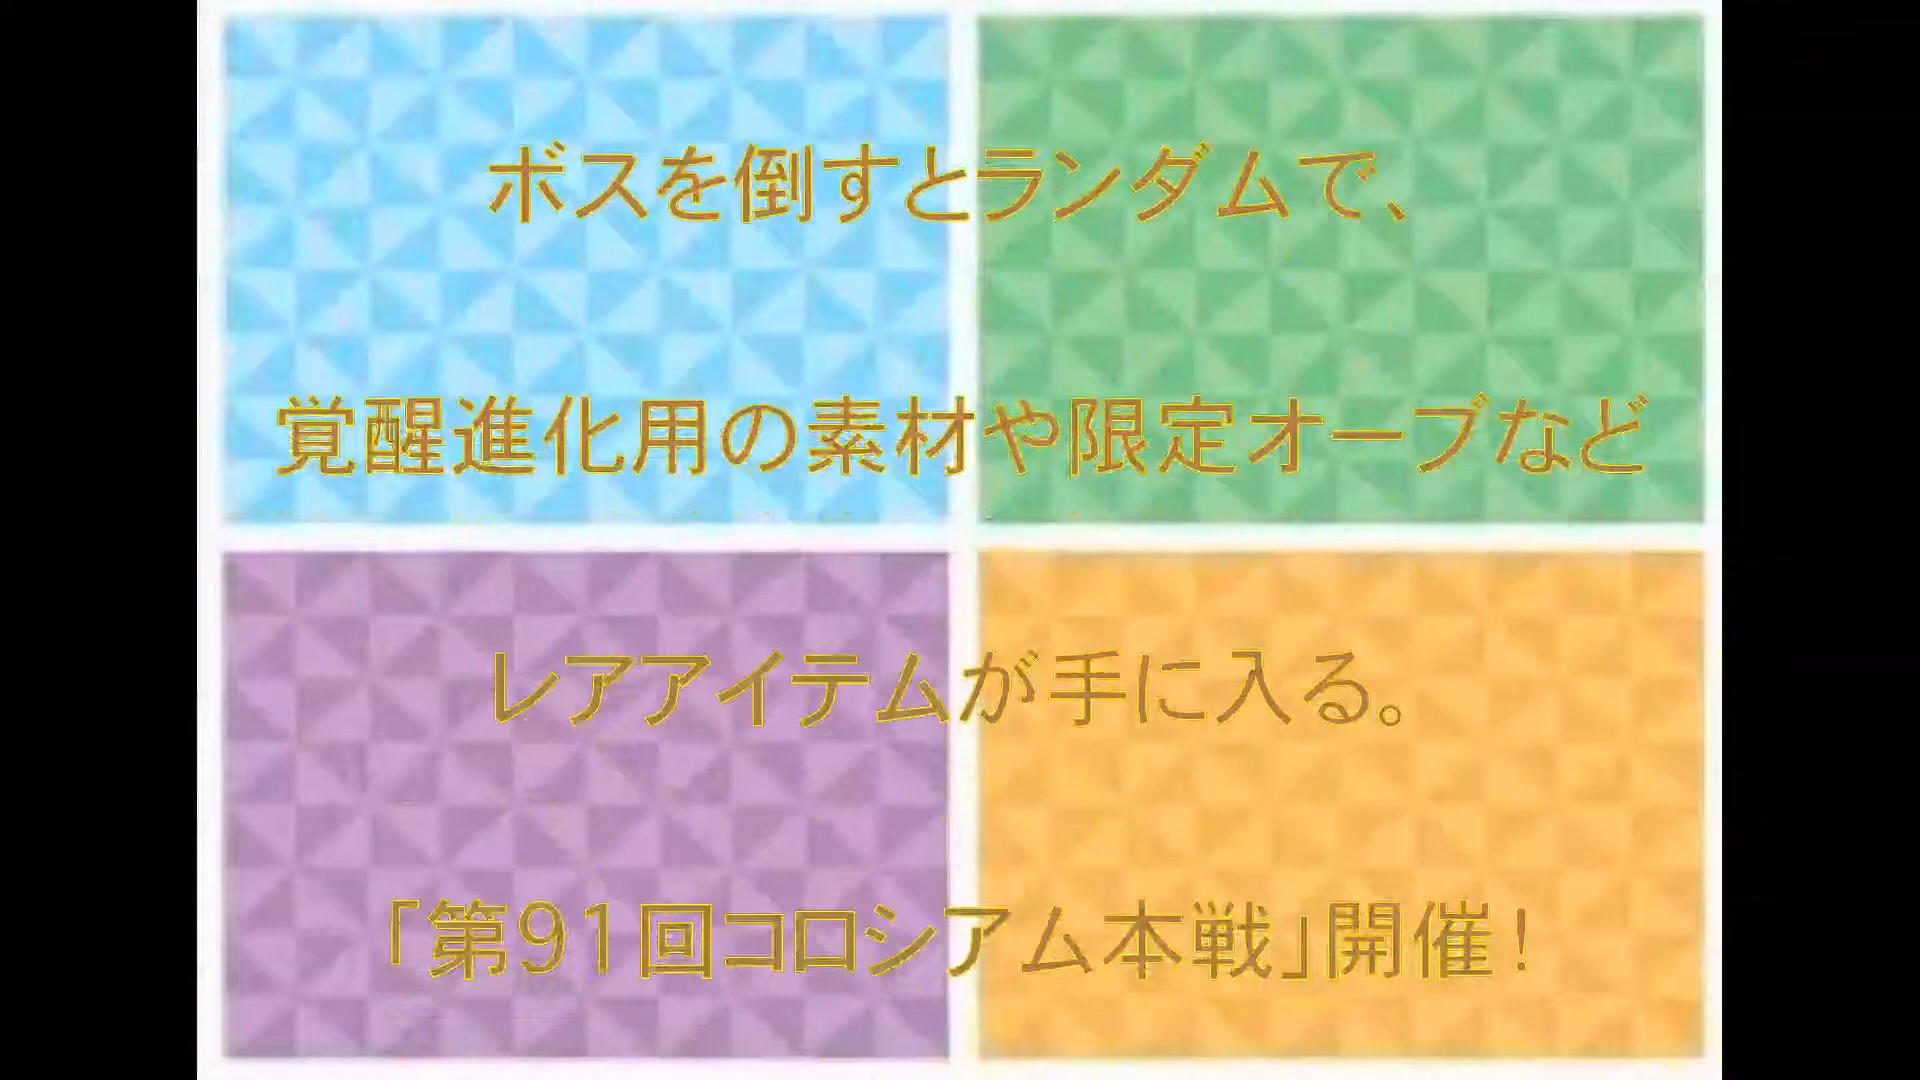 ボスを倒すとランダムで、
覚醒進化用の素材や限定オーブなど
レアアイテムが手に入る。
「第91回コロシアム本戦」開催!